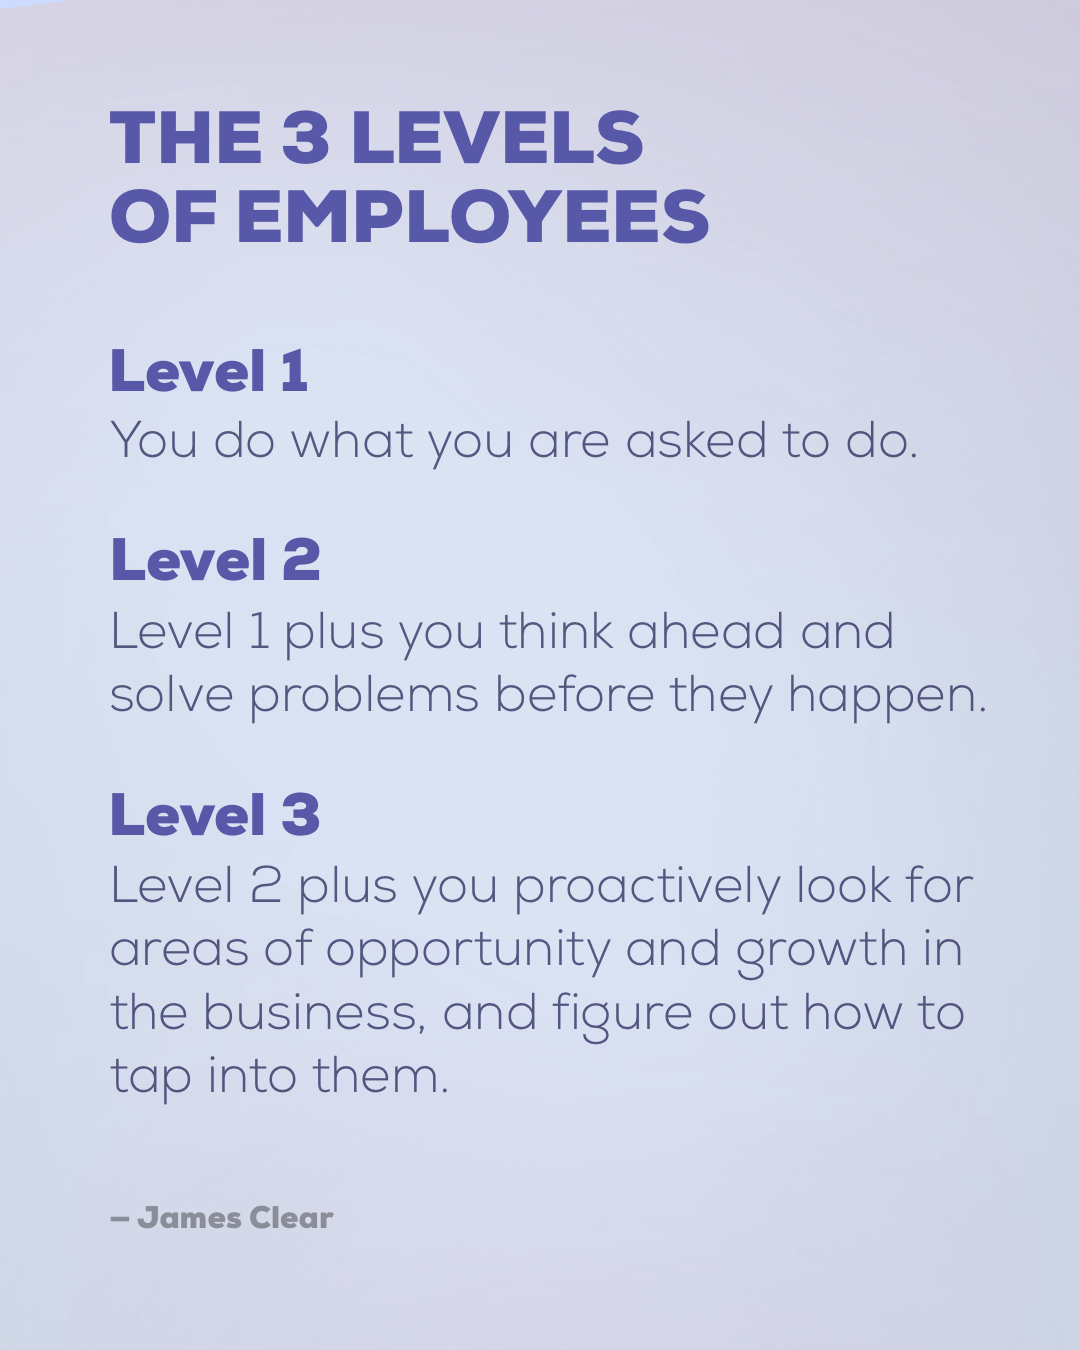 THE 3 LEVELS
OF EMPLOYEES
Level 1
You do what you are asked to do.
Level 2
Level 1 plus you think ahead and
solve problems before they happen.
Level 3
Level 2 plus you proactively look for
areas of opportunity and growth in
the business, and figure out how to
tap into them.
– James Clear